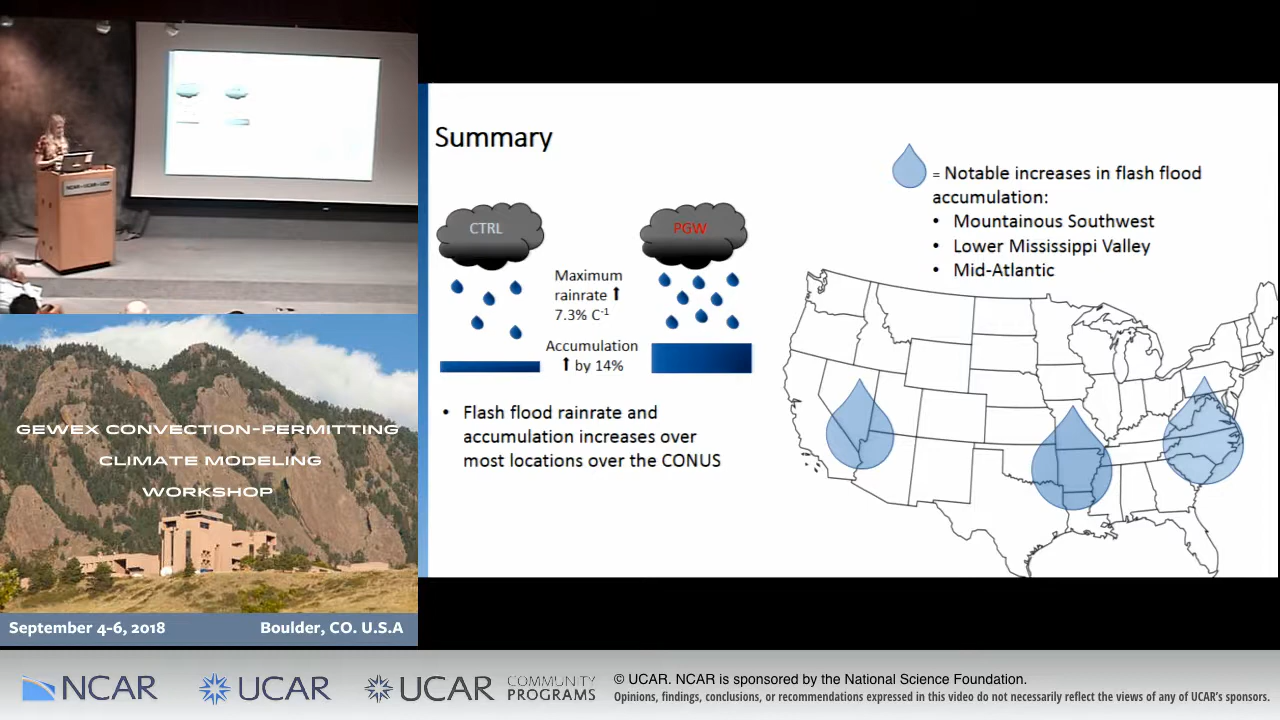 NCAR-UCAR-UCP
Summary
= Notable increases in flash flood
accumulation:
• Mountainous Southwest
• Lower Mississippi Valley
• Mid-Atlantic
CTRL
PGW
Maximum
rainrate ⬆
7.3% C⁻¹
Accumulation
⬆ by 14%
• Flash flood rainrate and
accumulation increases over
most locations over the CONUS
GEWEX CONVECTION-PERMITTING
CLIMATE MODELING
WORKSHOP
September 4-6, 2018
Boulder, CO. U.S.A
NCAR
UCAR
UCAR
COMMUNITY
PROGRAMS
© UCAR. NCAR is sponsored by the National Science Foundation.
Opinions, findings, conclusions, or recommendations expressed in this video do not necessarily reflect the views of any of UCAR's sponsors.